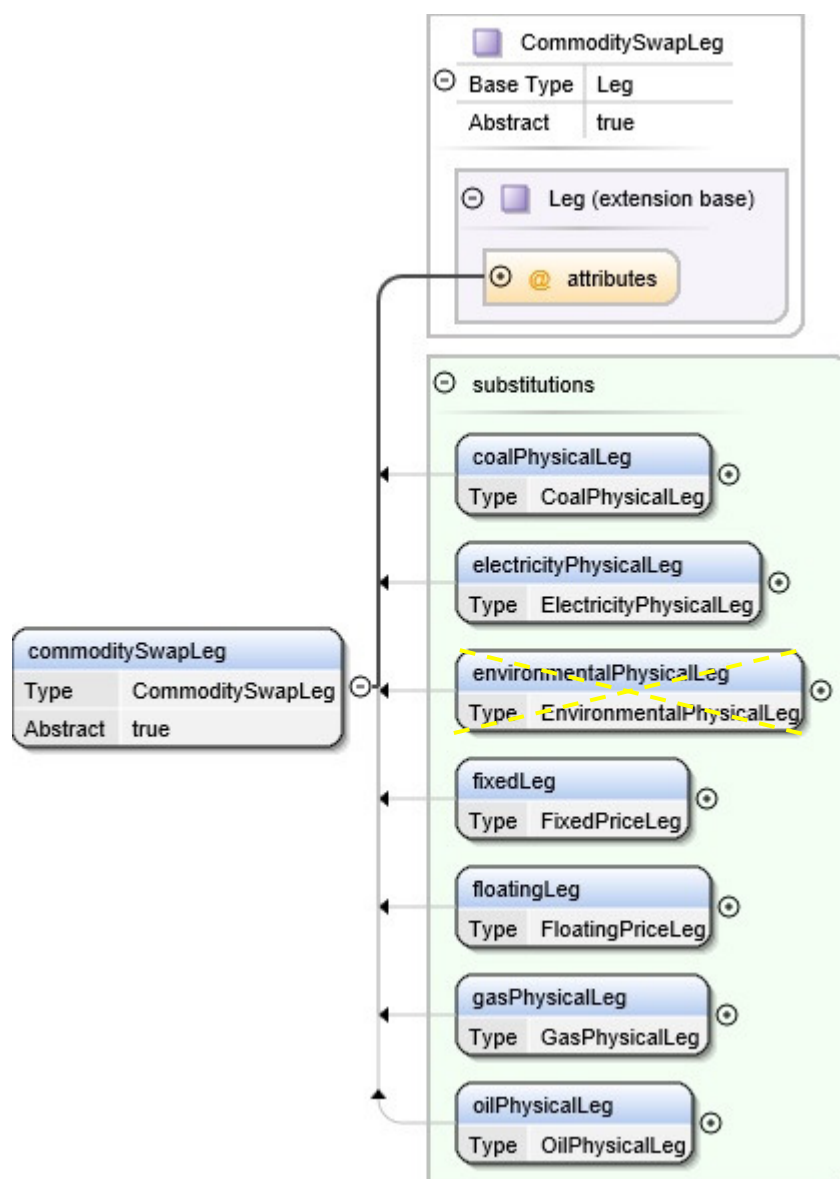 CommoditySwapLeg
Base Type Leg
Abstract true
Leg (extension base)
@ attributes
substitutions
coalPhysicalLeg
Type CoalPhysicalLeg
electricityPhysicalLeg
Type ElectricityPhysicalLeg
commoditySwapLeg
Type CommoditySwapLeg
Abstract true
environmentalPhysicalLeg
Type EnvironmentalPhysicalLeg
fixedLeg
Type FixedPriceLeg
floatingLeg
Type FloatingPriceLeg
gasPhysicalLeg
Type GasPhysicalLeg
oilPhysicalLeg
Type OilPhysicalLeg